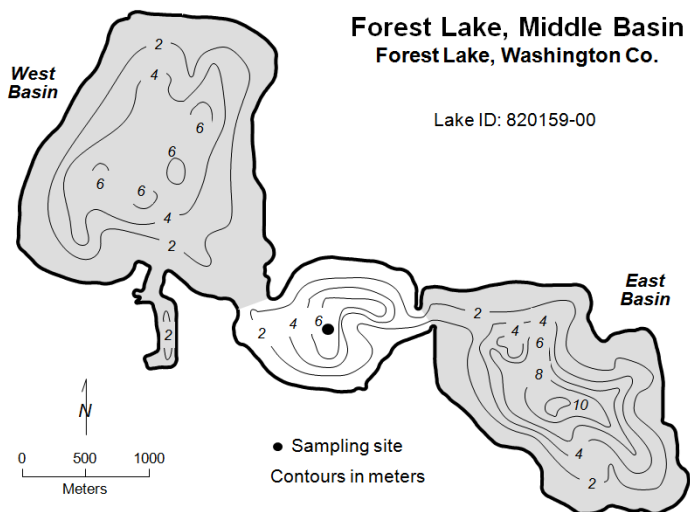 Forest Lake, Middle Basin
Forest Lake, Washington Co.
Lake ID: 820159-00
West
Basin
2
4
6
6
6
6
4
2
2
2
4
6
East
Basin
2
4
4
6
8
10
4
2
N
0 500 1000
Meters
Sampling site
Contours in meters